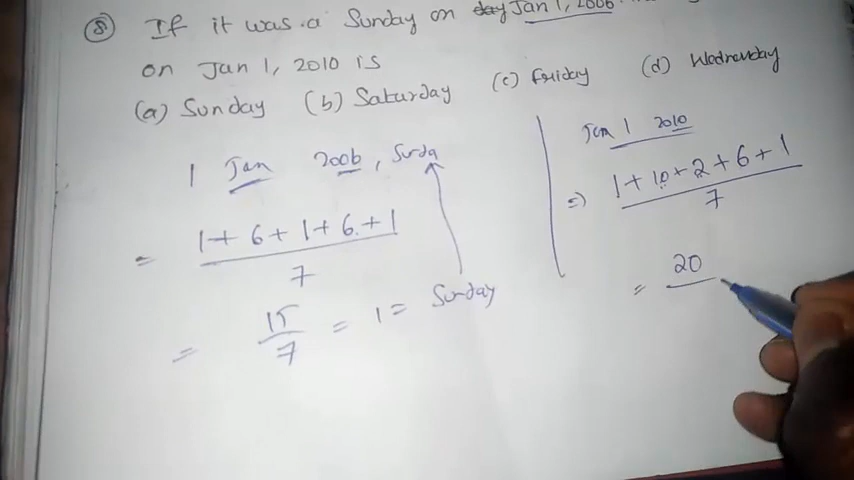 (8) If it was a Sunday on day Jan 1, 2006.
on Jan 1, 2010 is
(a) Sunday (b) Saturday (c) Friday (d) Wednesday
1 Jan 2006, Sunda
= 1+6+1+6+1
7
= 15/7 = 1 = Sunday
Jan 1 2010
=) 1+10+2+6+1
7
= 20